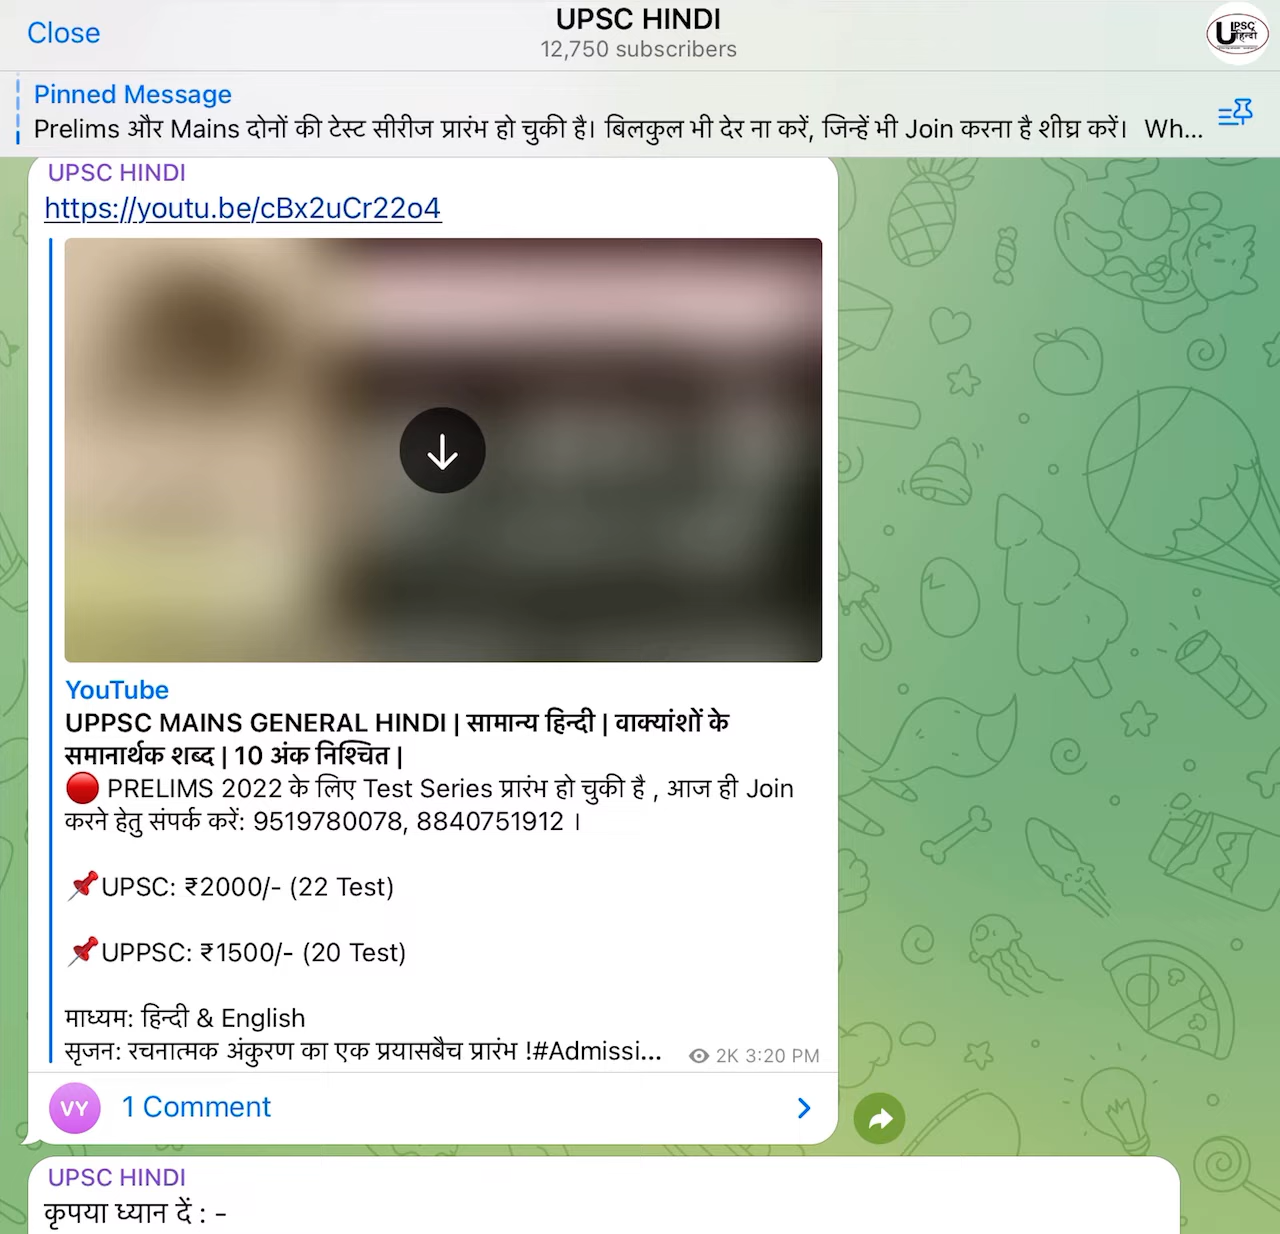 Close
UPSC HINDI
12,750 subscribers
UPSC हिन्दी
Pinned Message
Prelims और Mains दोनों की टेस्ट सीरीज प्रारंभ हो चुकी है। बिलकुल भी देर ना करें, जिन्हें भी Join करना है शीघ्र करें। Wh...
UPSC HINDI
https://youtu.be/cBx2uCr22o4
YouTube
UPPSC MAINS GENERAL HINDI | सामान्य हिन्दी | वाक्यांशों के
समानार्थक शब्द | 10 अंक निश्चित |
🔴 PRELIMS 2022 के लिए Test Series प्रारंभ हो चुकी है , आज ही Join
करने हेतु संपर्क करें: 9519780078, 8840751912 ।
📌UPSC: ₹2000/- (22 Test)
📌UPPSC: ₹1500/- (20 Test)
माध्यम: हिन्दी & English
सृजन: रचनात्मक अंकुरण का एक प्रयासबैच प्रारंभ !#Admissi...
2K 3:20 PM
VY
1 Comment
UPSC HINDI
कृपया ध्यान दें : -